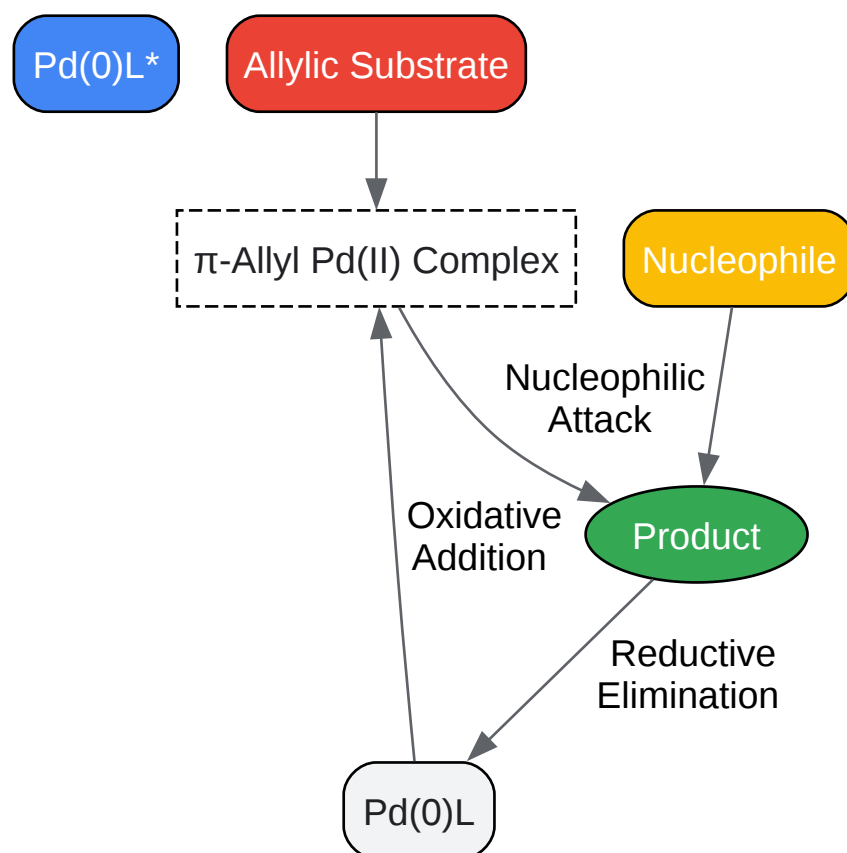 Pd(0)L*
Allylic Substrate
π-Allyl Pd(II) Complex
Nucleophile
Nucleophilic
Attack
Oxidative
Addition
Product
Reductive
Elimination
Pd(0)L